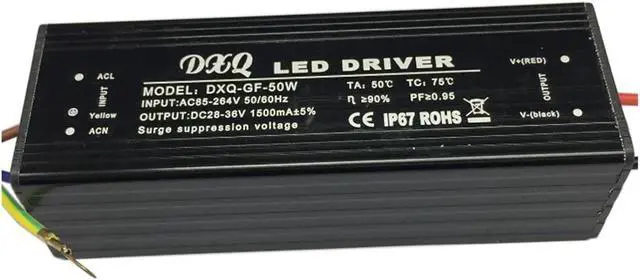 DXQ LED DRIVER
MODEL: DXQ-GF-50W TA: 50℃ TC: 75℃
INPUT:AC85-264V 50/60Hz η ≥90% PF≥0.95
OUTPUT:DC28-36V 1500mA±5%
Surge suppression voltage CE IP67 ROHS
ACL
INPUT
Yellow
ACN
V+(RED)
OUTPUT
V-(black)